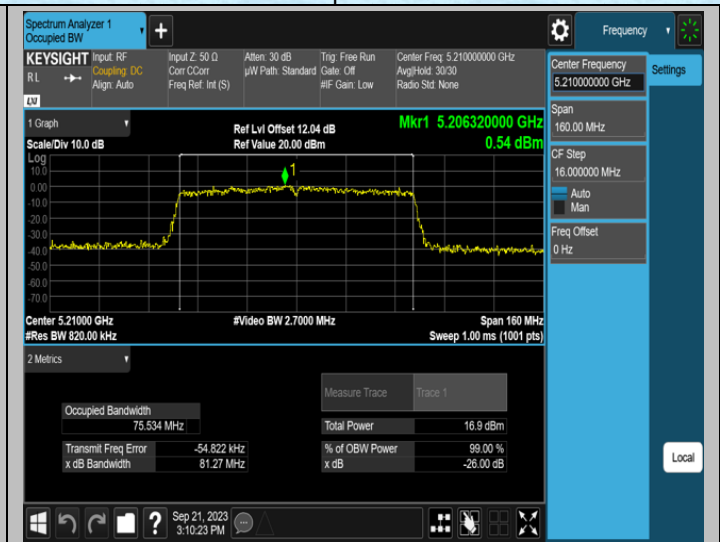 Spectrum Analyzer 1
Occupied BW
+
Frequency
KEYSIGHT Input: RF Input Z: 50 Ω Atten: 30 dB Trig: Free Run Center Freq: 5.210000000 GHz
RL Coupling: DC Corr CCorr µW Path: Standard Gate: Off Avg|Hold: 30/30
Align: Auto Freq Ref: Int (S) #IF Gain: Low Radio Std: None
LXI
1 Graph Ref Lvl Offset 12.04 dB Mkr1 5.206320000 GHz
Scale/Div 10.0 dB Ref Value 20.00 dBm 0.54 dBm
Log
10.0
0.00
-10.0
-20.0
-30.0
-40.0
-50.0
-60.0
-70.0
1
Center 5.21000 GHz #Video BW 2.7000 MHz Span 160 MHz
#Res BW 820.00 kHz Sweep 1.00 ms (1001 pts)
2 Metrics
Measure Trace Trace 1
Occupied Bandwidth
75.534 MHz Total Power 16.9 dBm
Transmit Freq Error -54.822 kHz % of OBW Power 99.00 %
x dB Bandwidth 81.27 MHz x dB -26.00 dB
Center Frequency
5.210000000 GHz
Settings
Span
160.00 MHz
CF Step
16.000000 MHz
Auto
Man
Freq Offset
0 Hz
Local
? Sep 21, 2023
3:10:23 PM